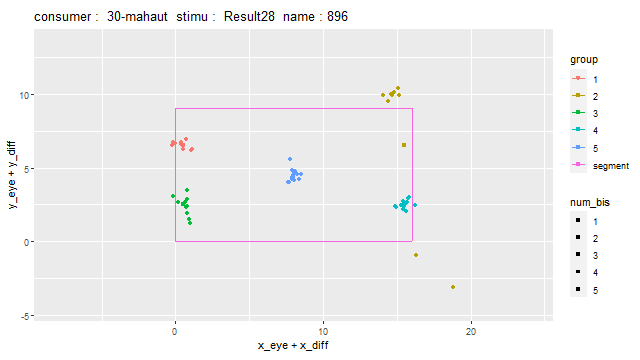 consumer : 30-mahaut stimu : Result28 name : 896
group
1
2
3
4
5
segment
num_bis
1
2
3
4
5
y_eye + y_diff
10
5
0
-5
0
10
20
x_eye + x_diff